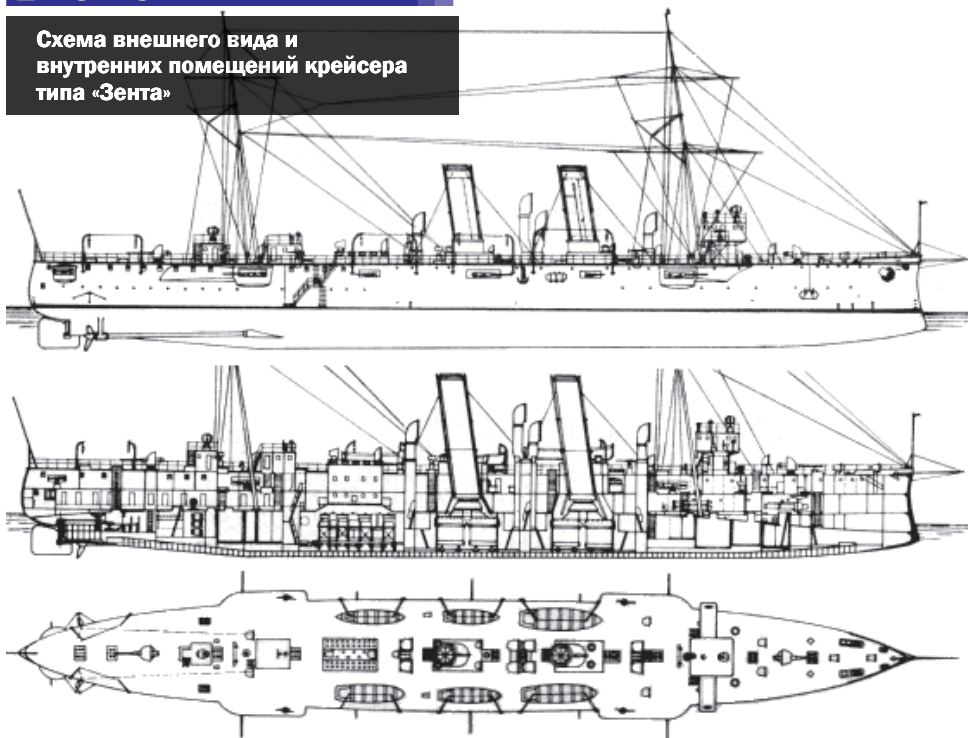 Схема внешнего вида и
внутренних помещений крейсера
типа «Зента»